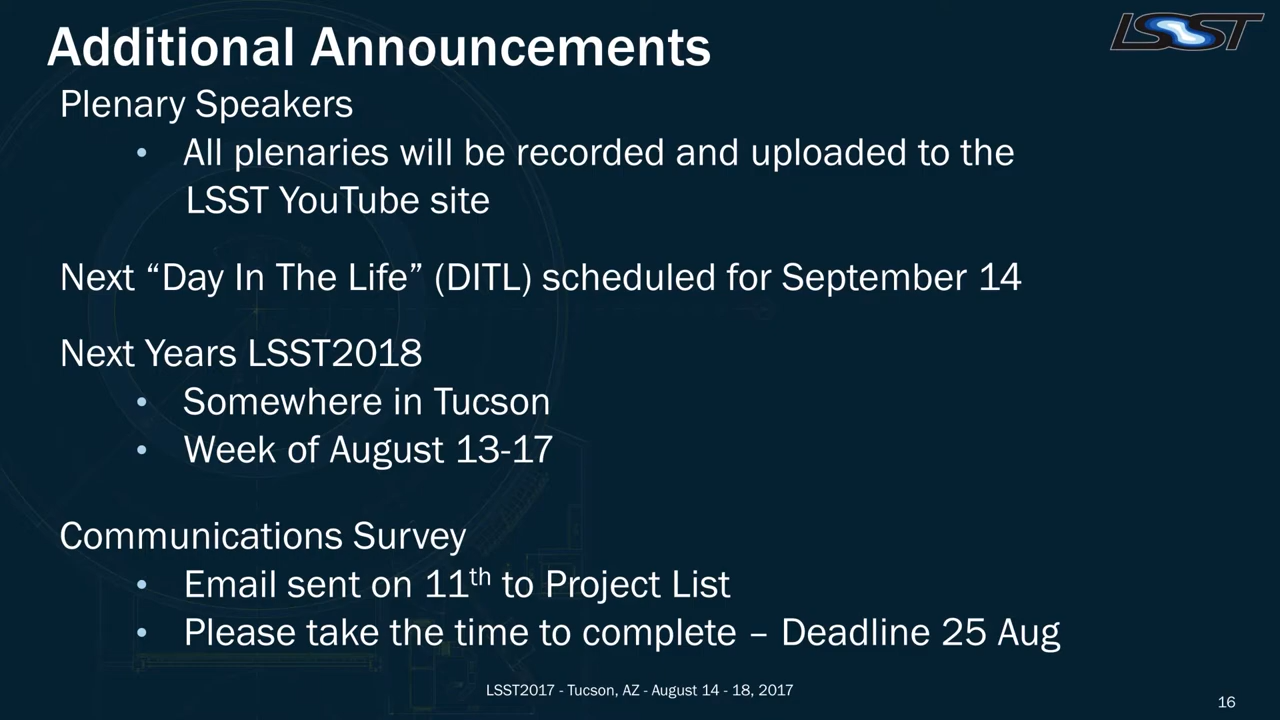 Additional Announcements
LSST
Plenary Speakers
• All plenaries will be recorded and uploaded to the
LSST YouTube site
Next “Day In The Life” (DITL) scheduled for September 14
Next Years LSST2018
• Somewhere in Tucson
• Week of August 13-17
Communications Survey
• Email sent on 11th to Project List
• Please take the time to complete – Deadline 25 Aug
LSST2017 - Tucson, AZ - August 14 - 18, 2017
16